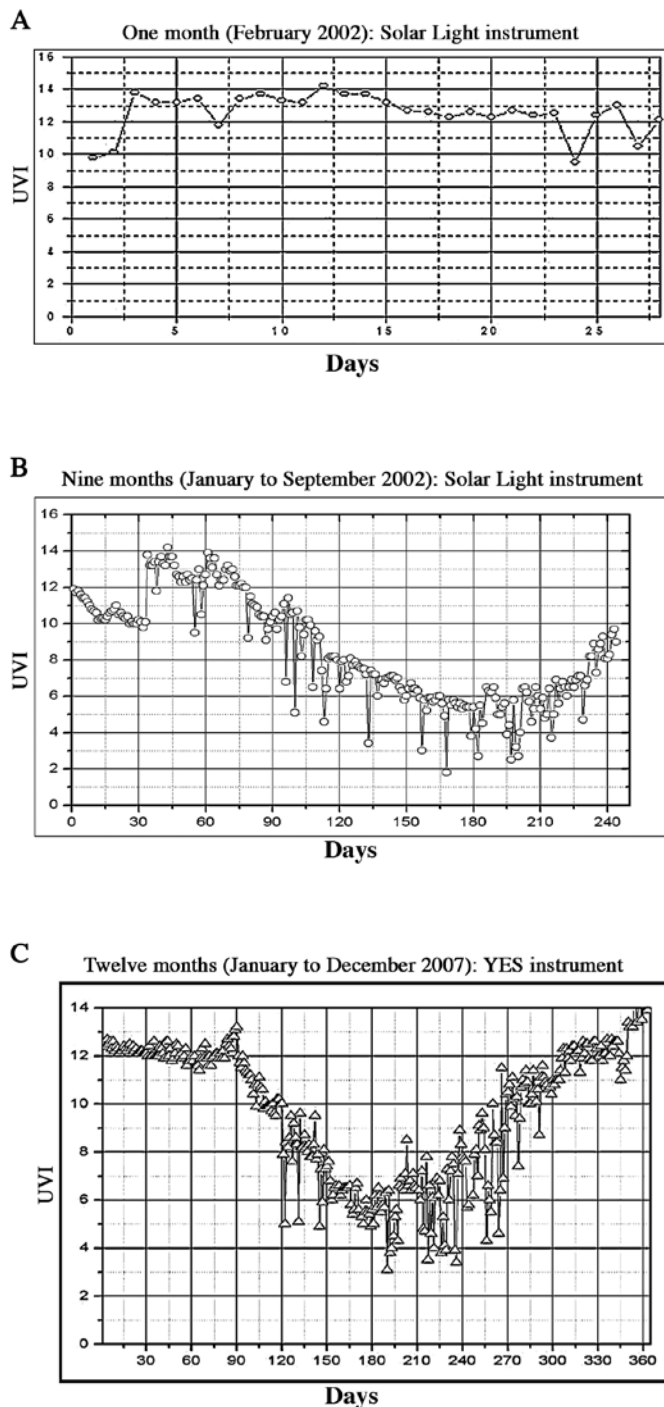 A
One month (February 2002): Solar Light instrument
16
14
12
10
8
6
4
2
0
UVI
0 5 10 15 20 25
Days
B
Nine months (January to September 2002): Solar Light instrument
16
14
12
10
8
6
4
2
0
UVI
0 30 60 90 120 150 180 210 240
Days
C
Twelve months (January to December 2007): YES instrument
14
12
10
8
6
4
2
0
UVI
30 60 90 120 150 180 210 240 270 300 330 360
Days